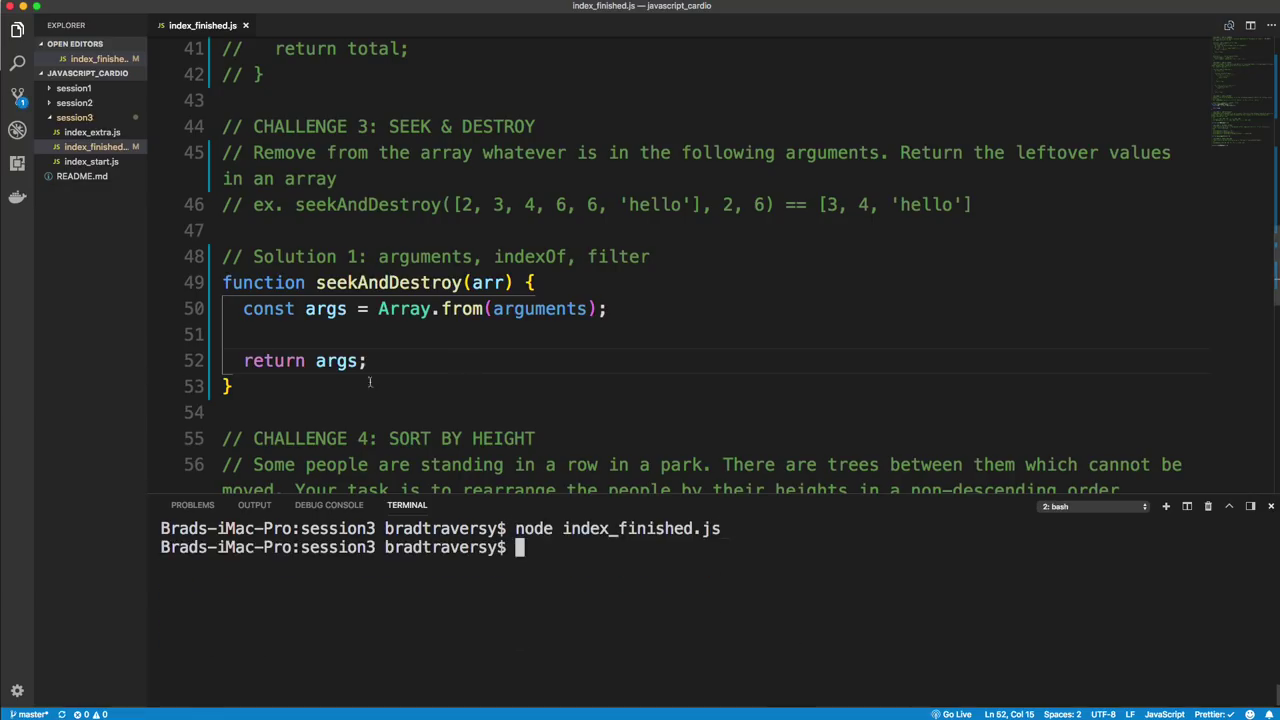 index_finished.js — javascript_cardio
EXPLORER
index_finished.js ×
OPEN EDITORS
index_finishe.. M
JAVASCRIPT_CARDIO
session1
session2
session3
index_extra.js
index_finished... M
index_start.js
README.md
1
41 //   return total;
42 // }
43
44 // CHALLENGE 3: SEEK & DESTROY
45 // Remove from the array whatever is in the following arguments. Return the leftover values
in an array
46 // ex. seekAndDestroy([2, 3, 4, 6, 6, 'hello'], 2, 6) == [3, 4, 'hello']
47
48 // Solution 1: arguments, indexOf, filter
49 function seekAndDestroy(arr) {
50   const args = Array.from(arguments);
51
52   return args;
53 }
54
55 // CHALLENGE 4: SORT BY HEIGHT
56 // Some people are standing in a row in a park. There are trees between them which cannot be
moved. Your task is to rearrange the people by their heights in a non-descending order
PROBLEMS OUTPUT DEBUG CONSOLE TERMINAL 2: bash
Brads-iMac-Pro:session3 bradtraversy$ node index_finished.js
Brads-iMac-Pro:session3 bradtraversy$
master* 0 0 Go Live Ln 52, Col 15 Spaces: 2 UTF-8 LF JavaScript Prettier: ✓